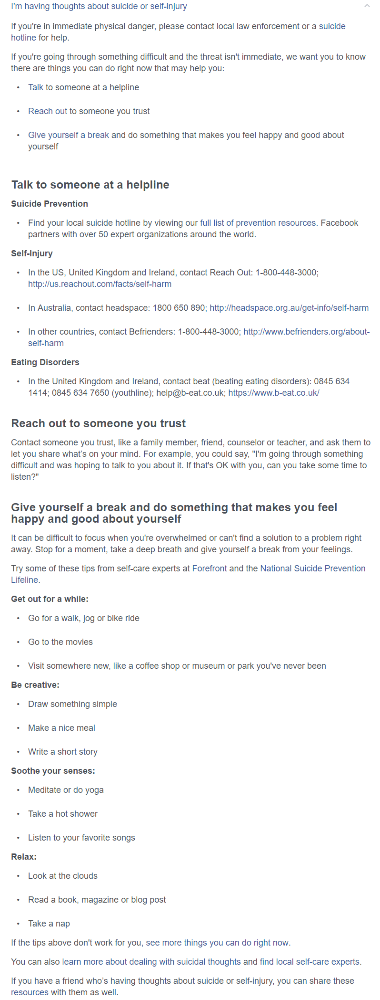 I'm having thoughts about suicide or self-injury
If you're in immediate physical danger, please contact local law enforcement or a suicide
hotline for help.
If you're going through something difficult and the threat isn't immediate, we want you to know
there are things you can do right now that may help you:
• Talk to someone at a helpline
• Reach out to someone you trust
• Give yourself a break and do something that makes you feel happy and good about
yourself
Talk to someone at a helpline
Suicide Prevention
• Find your local suicide hotline by viewing our full list of prevention resources. Facebook
partners with over 50 expert organizations around the world.
Self-Injury
• In the US, United Kingdom and Ireland, contact Reach Out: 1-800-448-3000;
http://us.reachout.com/facts/self-harm
• In Australia, contact headspace: 1800 650 890; http://headspace.org.au/get-info/self-harm
• In other countries, contact Befrienders: 1-800-448-3000; http://www.befrienders.org/about-
self-harm
Eating Disorders
• In the United Kingdom and Ireland, contact beat (beating eating disorders): 0845 634
1414; 0845 634 7650 (youthline); help@b-eat.co.uk; https://www.b-eat.co.uk/
Reach out to someone you trust
Contact someone you trust, like a family member, friend, counselor or teacher, and ask them to
let you share what’s on your mind. For example, you could say, "I'm going through something
difficult and was hoping to talk to you about it. If that's OK with you, can you take some time to
listen?"
Give yourself a break and do something that makes you feel
happy and good about yourself
It can be difficult to focus when you're overwhelmed or can't find a solution to a problem right
away. Stop for a moment, take a deep breath and give yourself a break from your feelings.
Try some of these tips from self-care experts at Forefront and the National Suicide Prevention
Lifeline.
Get out for a while:
• Go for a walk, jog or bike ride
• Go to the movies
• Visit somewhere new, like a coffee shop or museum or park you've never been
Be creative:
• Draw something simple
• Make a nice meal
• Write a short story
Soothe your senses:
• Meditate or do yoga
• Take a hot shower
• Listen to your favorite songs
Relax:
• Look at the clouds
• Read a book, magazine or blog post
• Take a nap
If the tips above don't work for you, see more things you can do right now.
You can also learn more about dealing with suicidal thoughts and find local self-care experts.
If you have a friend who’s having thoughts about suicide or self-injury, you can share these
resources with them as well.